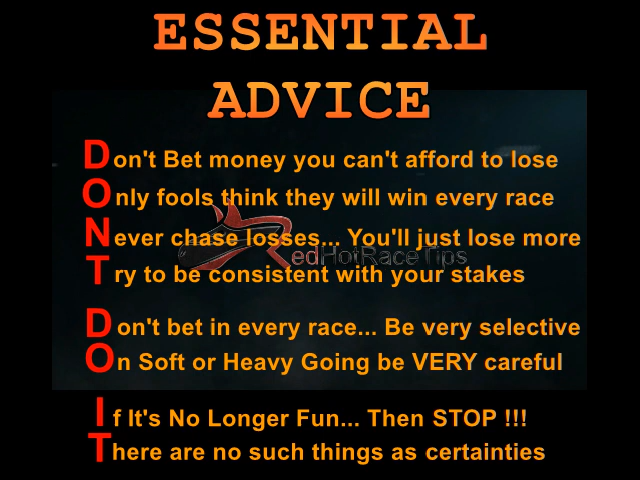 ESSENTIAL
ADVICE
Don't Bet money you can't afford to lose
Only fools think they will win every race
Never chase losses... You'll just lose more
RedHotRaceTips
Try to be consistent with your stakes
Don't bet in every race... Be very selective
On Soft or Heavy Going be VERY careful
If It's No Longer Fun... Then STOP !!!
There are no such things as certainties